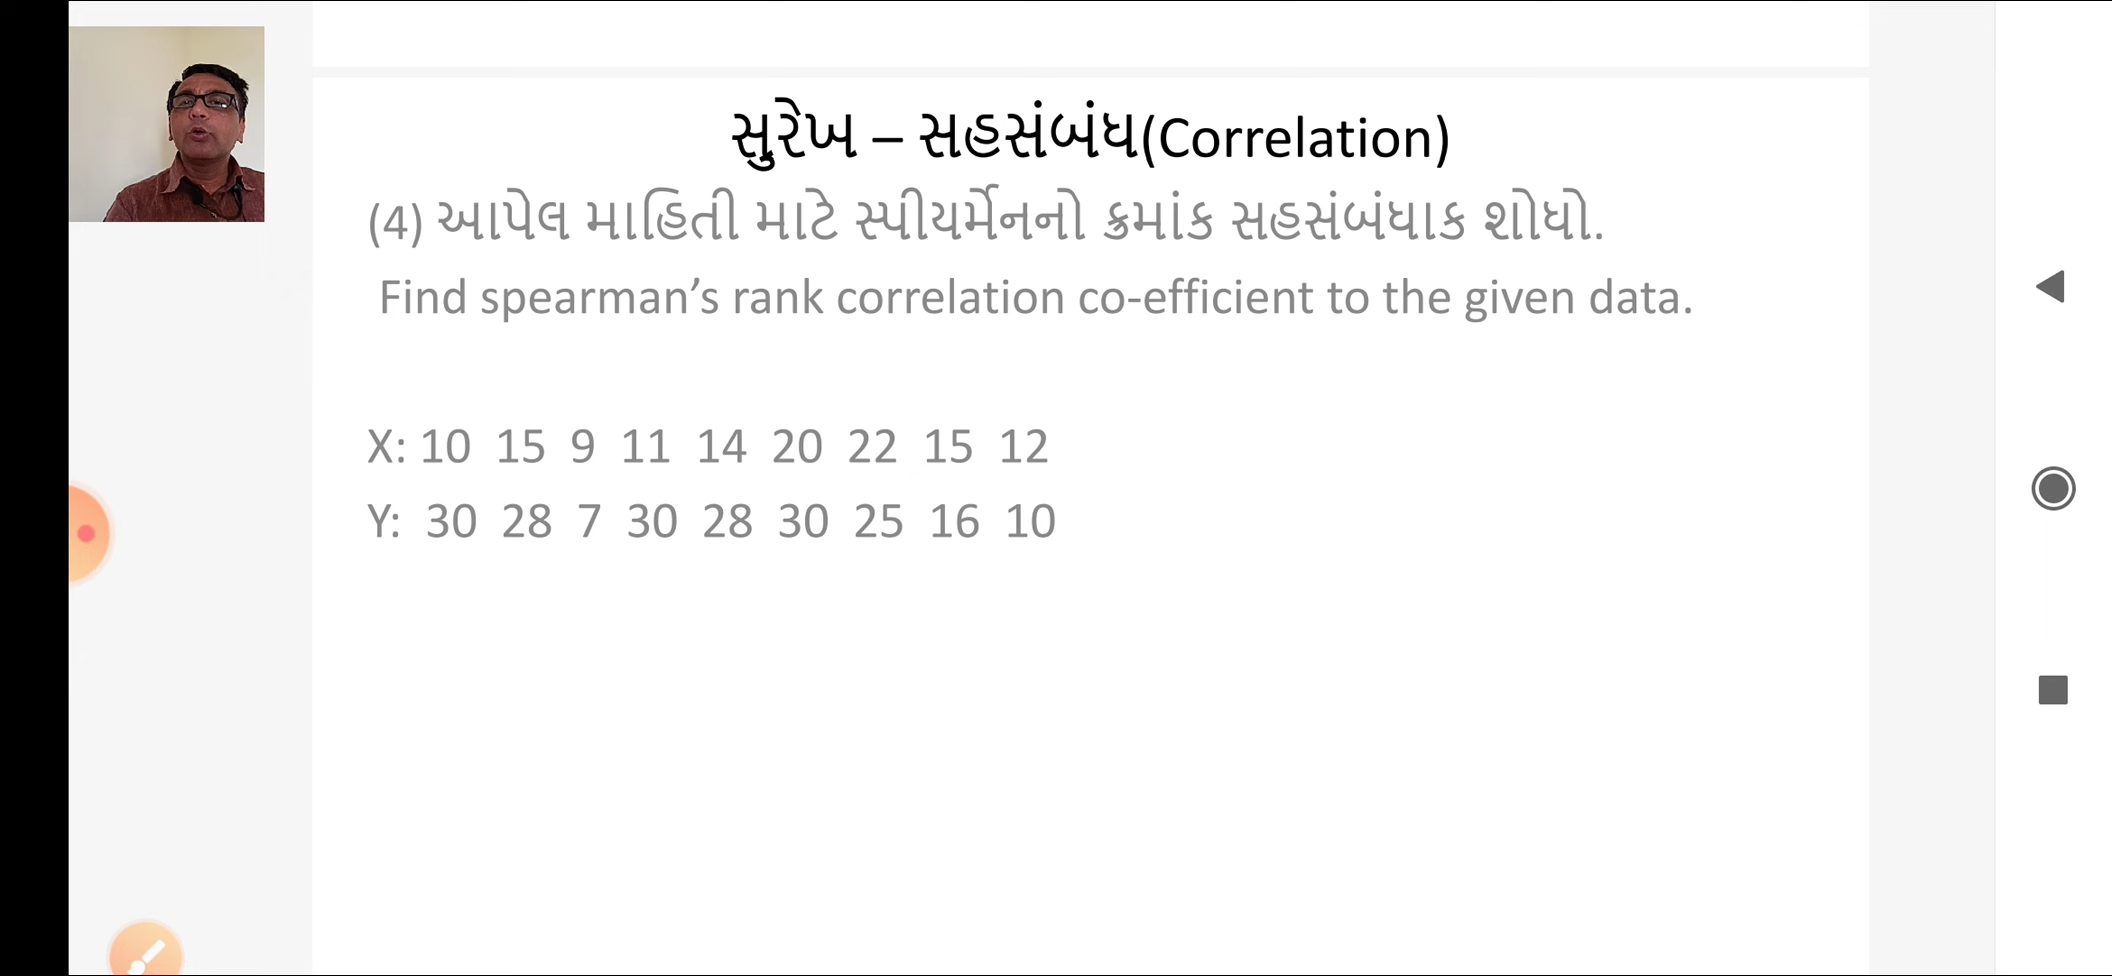 સુરેખ – સહસંબંધ(Correlation)
(4) આપેલ માહિતી માટે સ્પીયર્મેનનો ક્રમાંક સહસંબંધાક શોધો.
Find spearman’s rank correlation co-efficient to the given data.
X: 10 15 9 11 14 20 22 15 12
Y: 30 28 7 30 28 30 25 16 10